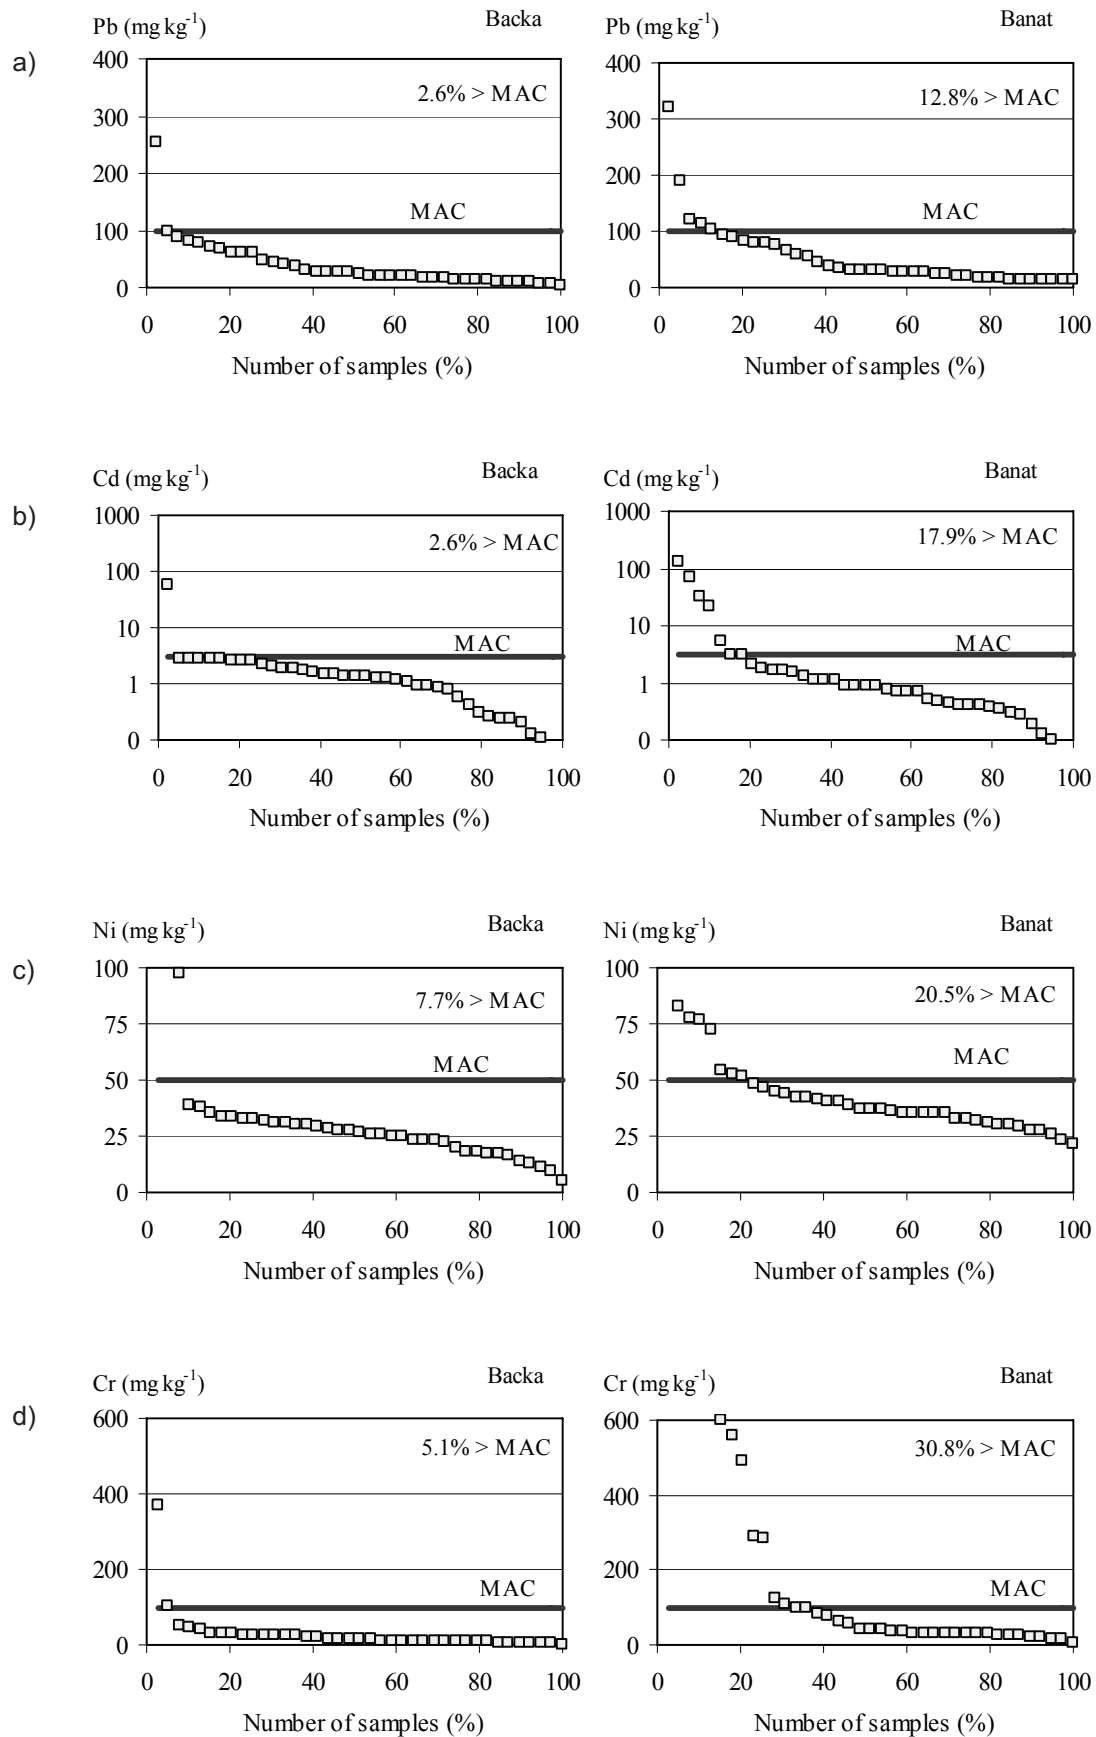 Pb (mg kg-1) Backa
a)
400
2.6% > MAC
300
200
MAC
100
0
0 20 40 60 80 100
Number of samples (%)
Pb (mg kg-1) Banat
400
12.8% > MAC
300
200
MAC
100
0
0 20 40 60 80 100
Number of samples (%)
Cd (mg kg-1) Backa
b)
1000
2.6% > MAC
100
10
MAC
1
0
0 20 40 60 80 100
Number of samples (%)
Cd (mg kg-1) Banat
1000
17.9% > MAC
100
10
MAC
1
0
0 20 40 60 80 100
Number of samples (%)
Ni (mg kg-1) Backa
c)
100
7.7% > MAC
75
MAC
50
25
0
0 20 40 60 80 100
Number of samples (%)
Ni (mg kg-1) Banat
100
20.5% > MAC
75
MAC
50
25
0
0 20 40 60 80 100
Number of samples (%)
Cr (mg kg-1) Backa
d)
600
5.1% > MAC
400
200
MAC
0
0 20 40 60 80 100
Number of samples (%)
Cr (mg kg-1) Banat
600
30.8% > MAC
400
200
MAC
0
0 20 40 60 80 100
Number of samples (%)